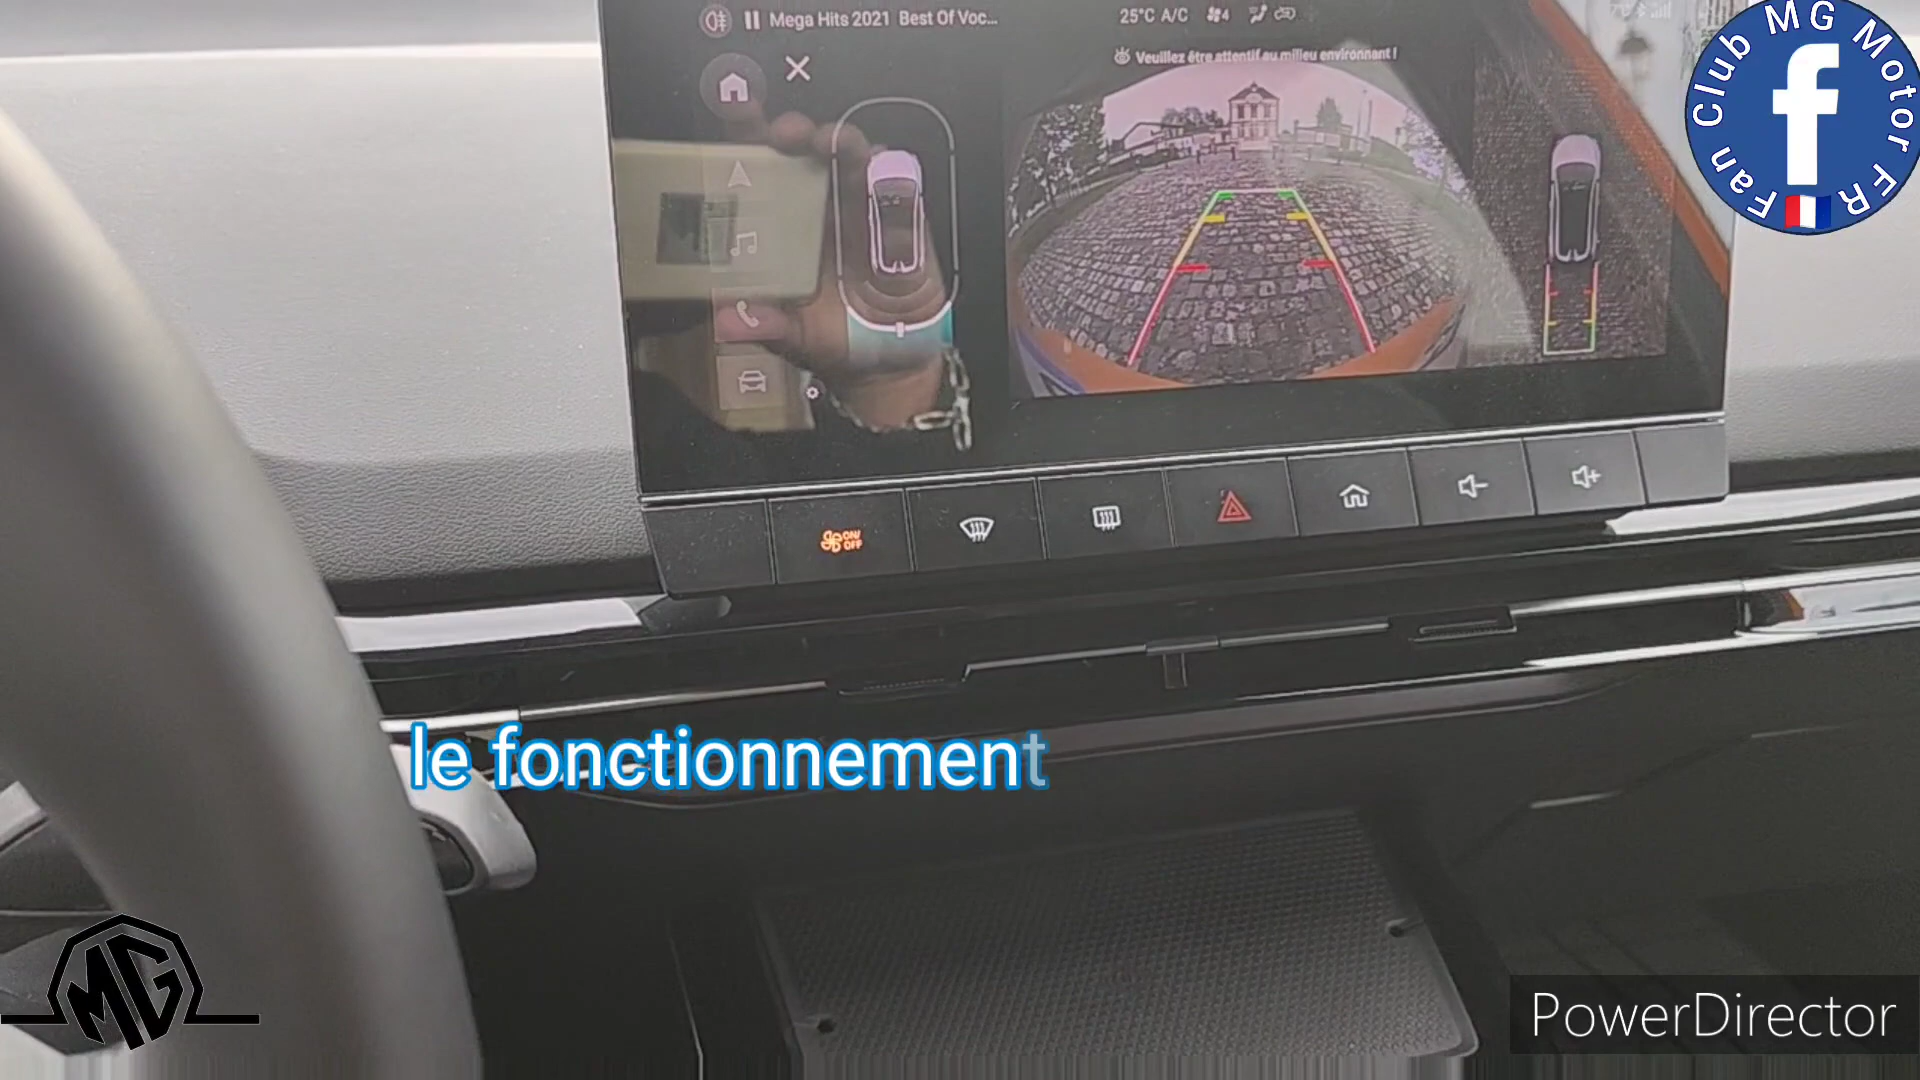 Mega Hits 2021 Best Of Voc...
25°C A/C 4
Veuillez être attentif au milieu environnant !
Fan Club MG Motor FR
f
ON/
OFF
le fonctionnement
MG
PowerDirector